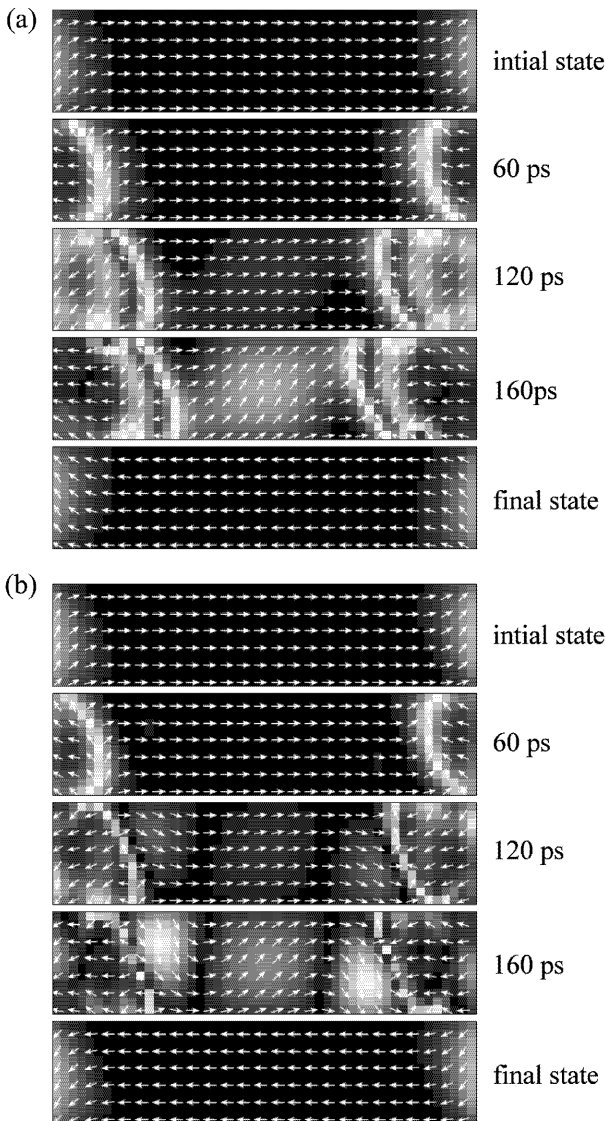 (a)
intial state
60 ps
120 ps
160ps
final state
(b)
intial state
60 ps
120 ps
160 ps
final state